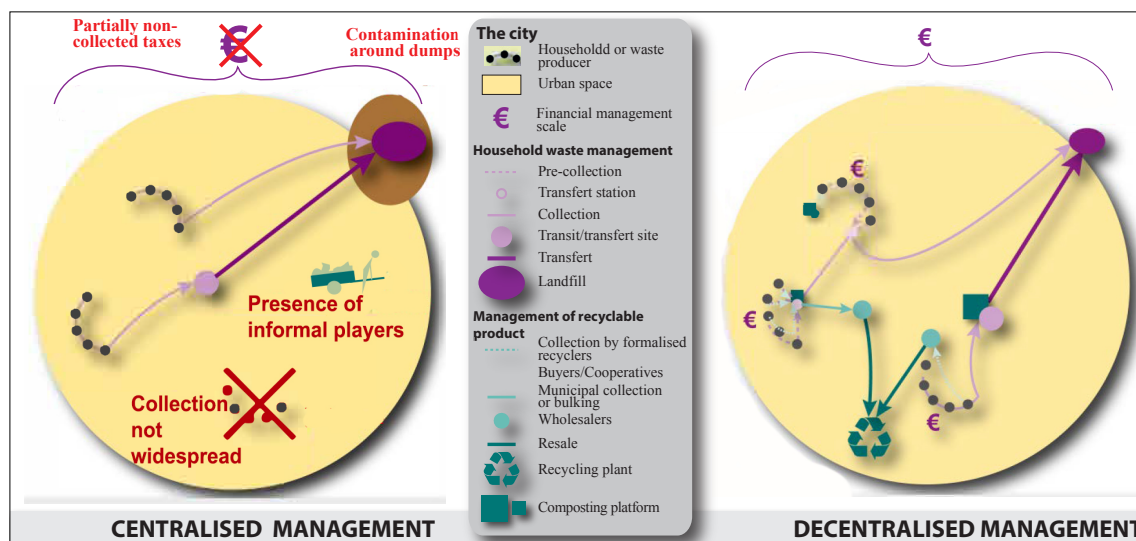 Partially non-
collected taxes
€
Contamination
around dumps
Presence of
informal players
Collection
not
widespread
CENTRALISED MANAGEMENT
The city
Householdd or waste
producer
Urban space
€
Financial management
scale
Household waste management
Pre-collection
Transfert station
Collection
Transit/transfert site
Transfert
Landfill
Management of recyclable
product
Collection by formalised
recyclers
Buyers/Cooperatives
Municipal collection
or bulking
Wholesalers
Resale
Recycling plant
Composting platform
€
€
€
€
DECENTRALISED MANAGEMENT